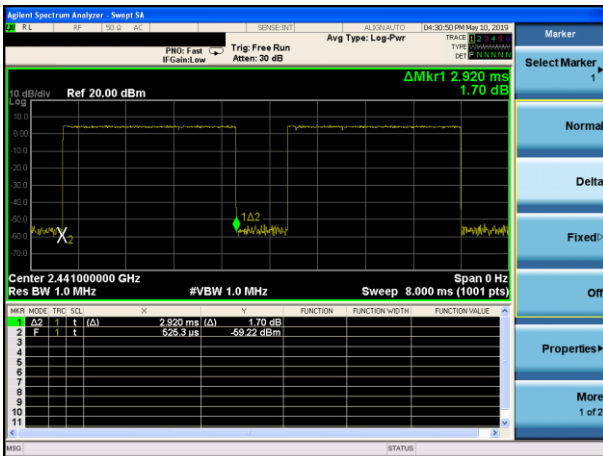 Agilent Spectrum Analyzer - Swept SA
RL RF 50 Ω AC SENSE:INT ALIGN AUTO 04:30:50 PM May 10, 2019
Marker
PNO: Fast Trig: Free Run Avg Type: Log-Pwr TRACE 1 2 3 4 5 6
IFGain:Low Atten: 30 dB TYPE WWWWWW
DET P N N N N N
Select Marker
1
ΔMkr1 2.920 ms
10 dB/div Ref 20.00 dBm 1.70 dB
Log
10.0
0.00
-10.0
-20.0
-30.0
-40.0
-50.0
-60.0
-70.0
X2
1Δ2
Normal
Delta
Fixed
Off
Properties
More
1 of 2
Center 2.441000000 GHz Span 0 Hz
Res BW 1.0 MHz #VBW 1.0 MHz Sweep 8.000 ms (1001 pts)
MKR MODE TRC SCL X Y FUNCTION FUNCTION WIDTH FUNCTION VALUE
1 Δ2 1 t (Δ) 2.920 ms (Δ) 1.70 dB
2 F 1 t 525.3 µs -59.22 dBm
3
4
5
6
7
8
9
10
11
MSG STATUS